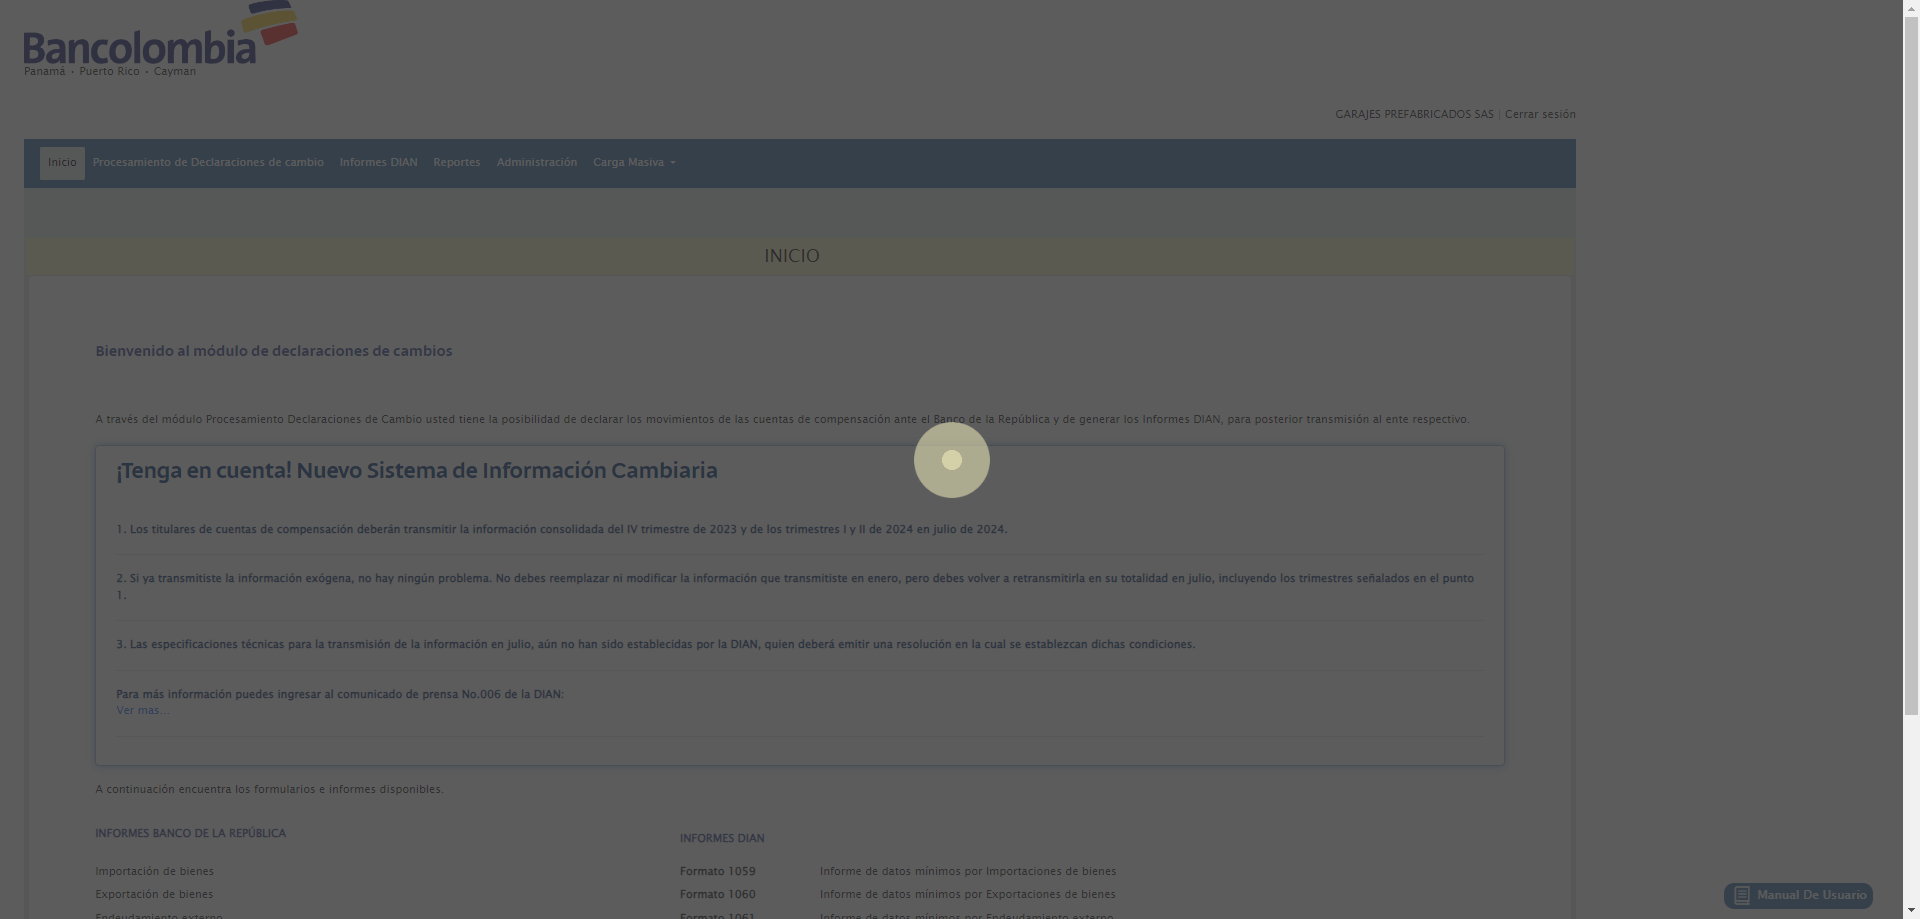 Bancolombia
Panamá • Puerto Rico • Cayman
GARAJES PREFABRICADOS SAS | Cerrar sesión
Inicio Procesamiento de Declaraciones de cambio Informes DIAN Reportes Administración Carga Masiva
INICIO
Bienvenido al módulo de declaraciones de cambios
A través del módulo Procesamiento Declaraciones de Cambio usted tiene la posibilidad de declarar los movimientos de las cuentas de compensación ante el Banco de la República y de generar los Informes DIAN, para posterior transmisión al ente respectivo.
¡Tenga en cuenta! Nuevo Sistema de Información Cambiaria
1. Los titulares de cuentas de compensación deberán transmitir la información consolidada del IV trimestre de 2023 y de los trimestres I y II de 2024 en julio de 2024.
2. Si ya transmitiste la información exógena, no hay ningún problema. No debes reemplazar ni modificar la información que transmitiste en enero, pero debes volver a retransmitirla en su totalidad en julio, incluyendo los trimestres señalados en el punto
1.
3. Las especificaciones técnicas para la transmisión de la información en julio, aún no han sido establecidas por la DIAN, quien deberá emitir una resolución en la cual se establezcan dichas condiciones.
Para más información puedes ingresar al comunicado de prensa No.006 de la DIAN:
Ver mas...
A continuación encuentra los formularios e informes disponibles.
INFORMES BANCO DE LA REPÚBLICA
Importación de bienes
Exportación de bienes
Endeudamiento externo
INFORMES DIAN
Formato 1059 Informe de datos mínimos por Importaciones de bienes
Formato 1060 Informe de datos mínimos por Exportaciones de bienes
Formato 1061 Informe de datos mínimos por Endeudamiento externo
Manual De Usuario